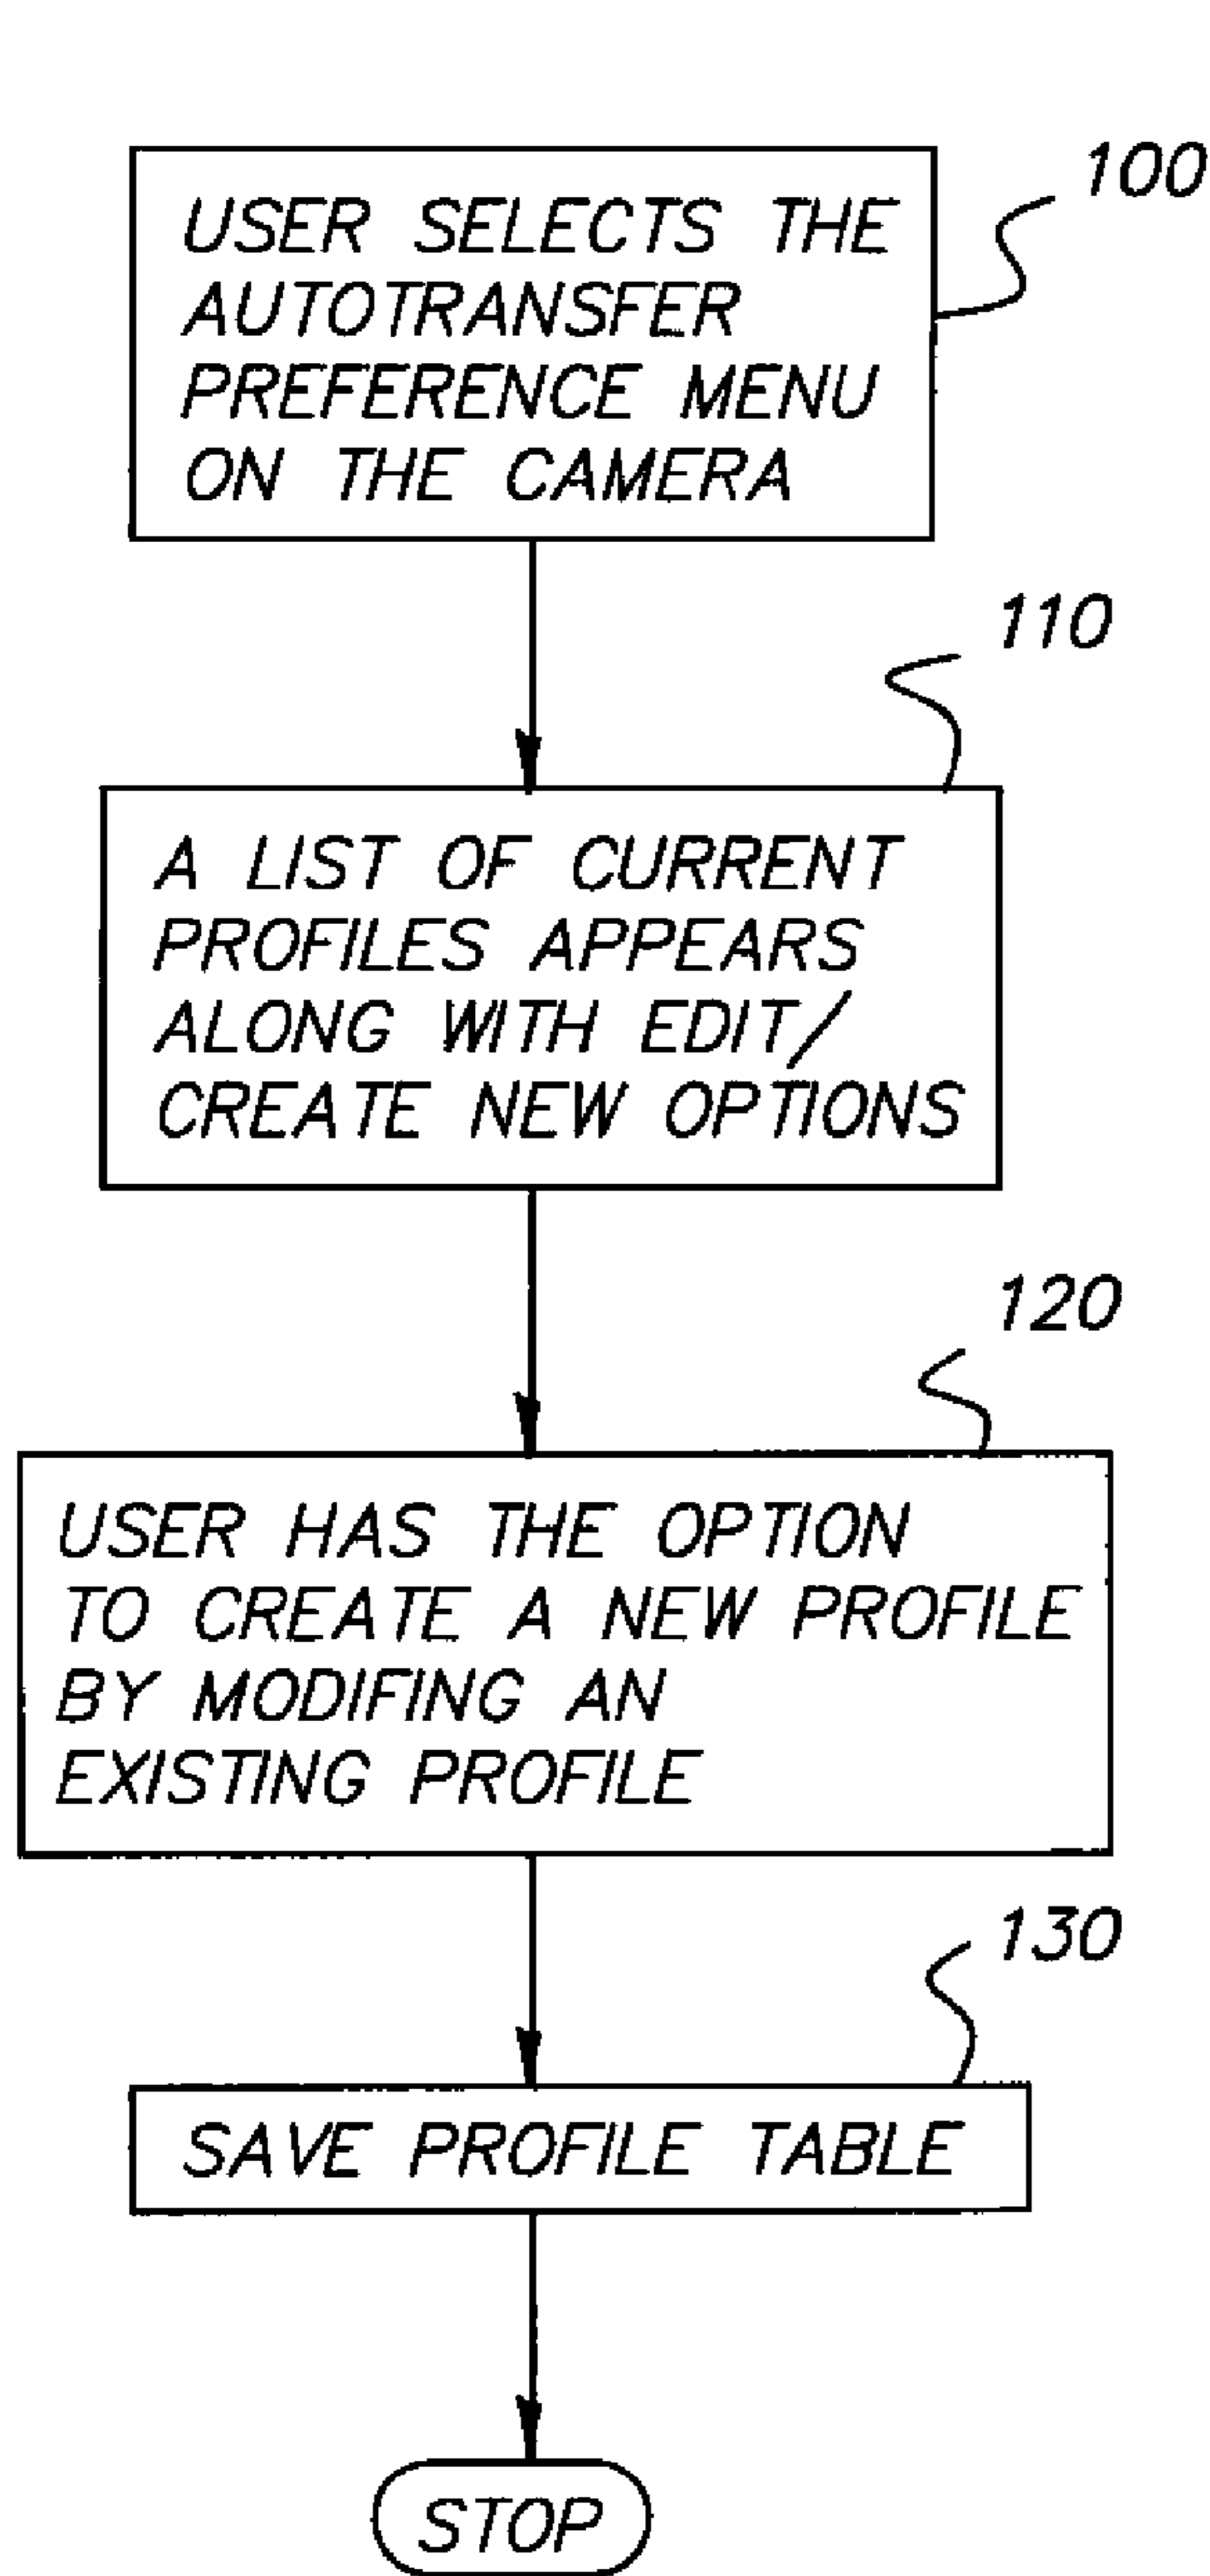 100
USER SELECTS THE
AUTOTRANSFER
PREFERENCE MENU
ON THE CAMERA
110
A LIST OF CURRENT
PROFILES APPEARS
ALONG WITH EDIT/
CREATE NEW OPTIONS
120
USER HAS THE OPTION
TO CREATE A NEW PROFILE
BY MODIFING AN
EXISTING PROFILE
130
SAVE PROFILE TABLE
STOP